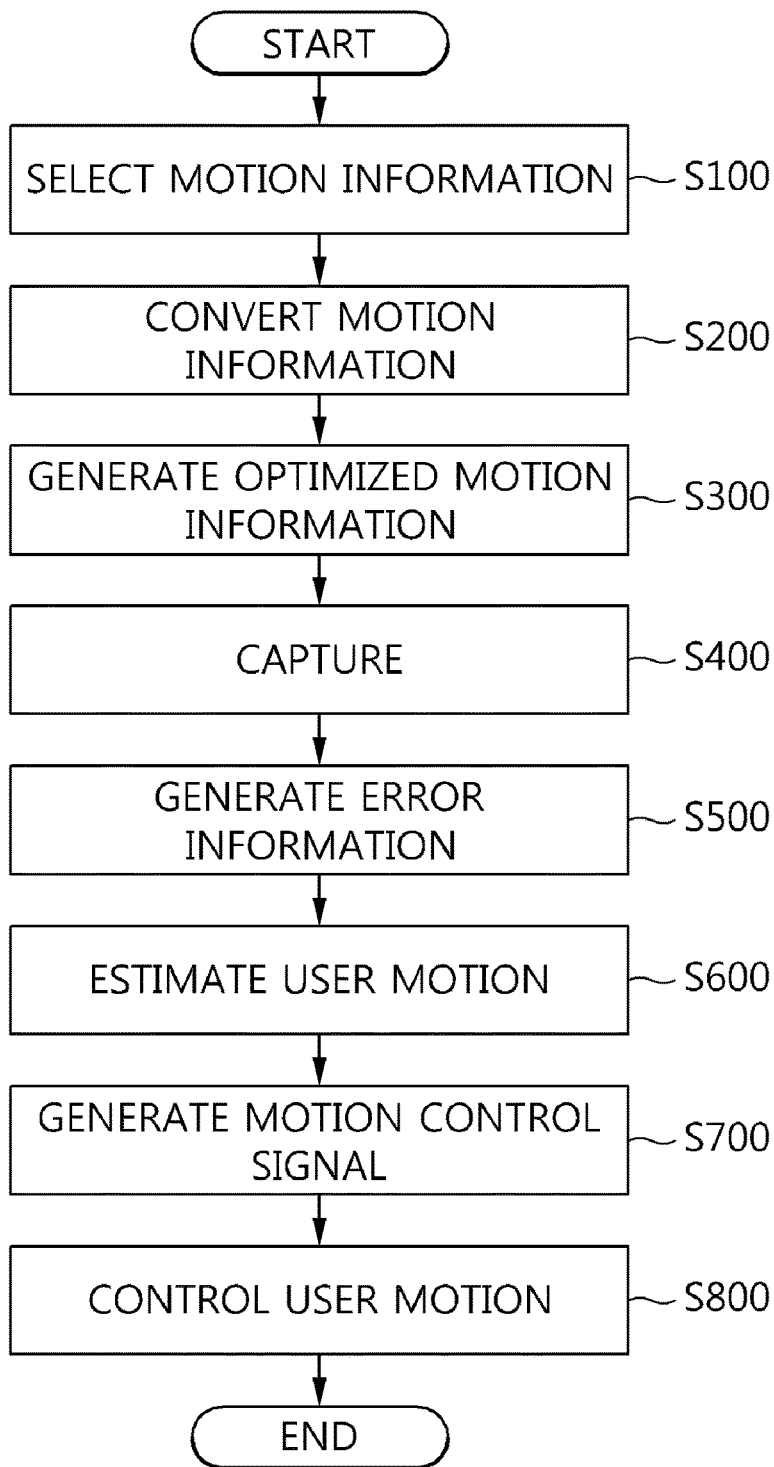 START
SELECT MOTION INFORMATION
S100
CONVERT MOTION
INFORMATION
S200
GENERATE OPTIMIZED MOTION
INFORMATION
S300
CAPTURE
S400
GENERATE ERROR
INFORMATION
S500
ESTIMATE USER MOTION
S600
GENERATE MOTION CONTROL
SIGNAL
S700
CONTROL USER MOTION
S800
END